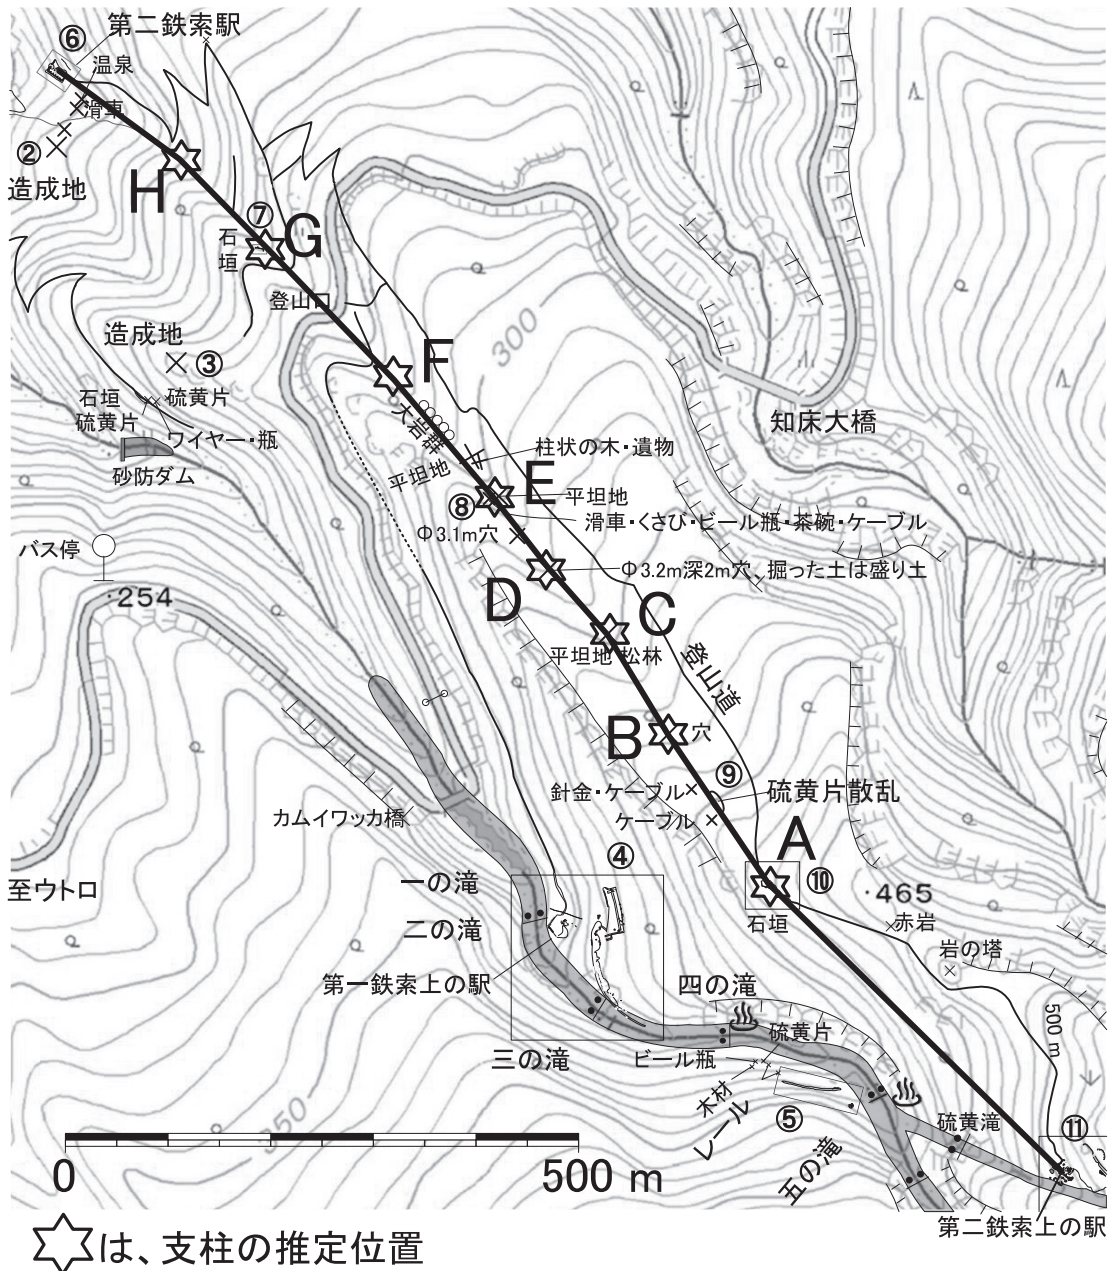 ⑥
第二鉄索駅
温泉
滑車
②
造成地
H
⑦
石垣
G
登山口
300
造成地
③
F
石垣
硫黄片
硫黄片
ワイヤー・瓶
砂防ダム
大岩群
平坦地
柱状の木・遺物
知床大橋
E
⑧
平坦地
滑車・くさび・ビール瓶・茶碗・ケーブル
Φ3.1m穴
バス停
・254
D
Φ3.2m深2m穴、掘った土は盛り土
C
平坦地
松林
登山道
B
穴
⑨
針金・ケーブル
硫黄片散乱
ケーブル
カムイワッカ橋
A
④
⑩
至ウトロ
一の滝
・465
石垣
赤岩
二の滝
岩の塔
第一鉄索上の駅
四の滝
500 m
三の滝
ビール瓶
硫黄片
木材
レール
⑤
350
硫黄滝
⑪
五の滝
0
500 m
第二鉄索上の駅
は、支柱の推定位置